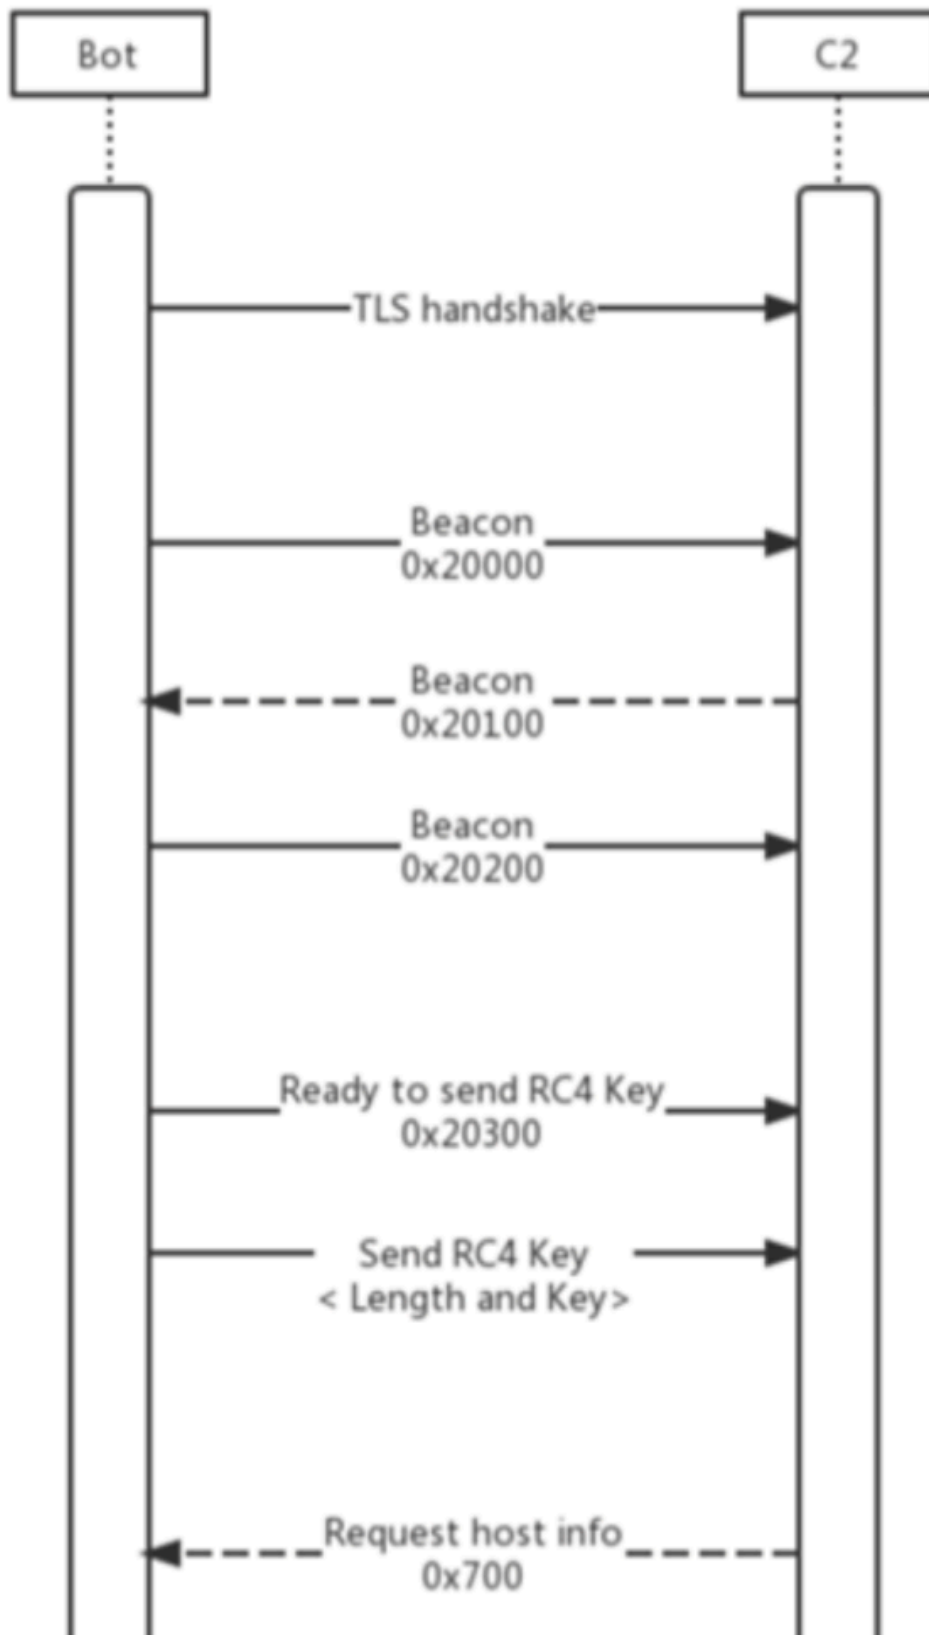 Bot
C2
TLS handshake
Beacon
0x20000
Beacon
0x20100
Beacon
0x20200
Ready to send RC4 Key
0x20300
Send RC4 Key
< Length and Key>
Request host info
0x700